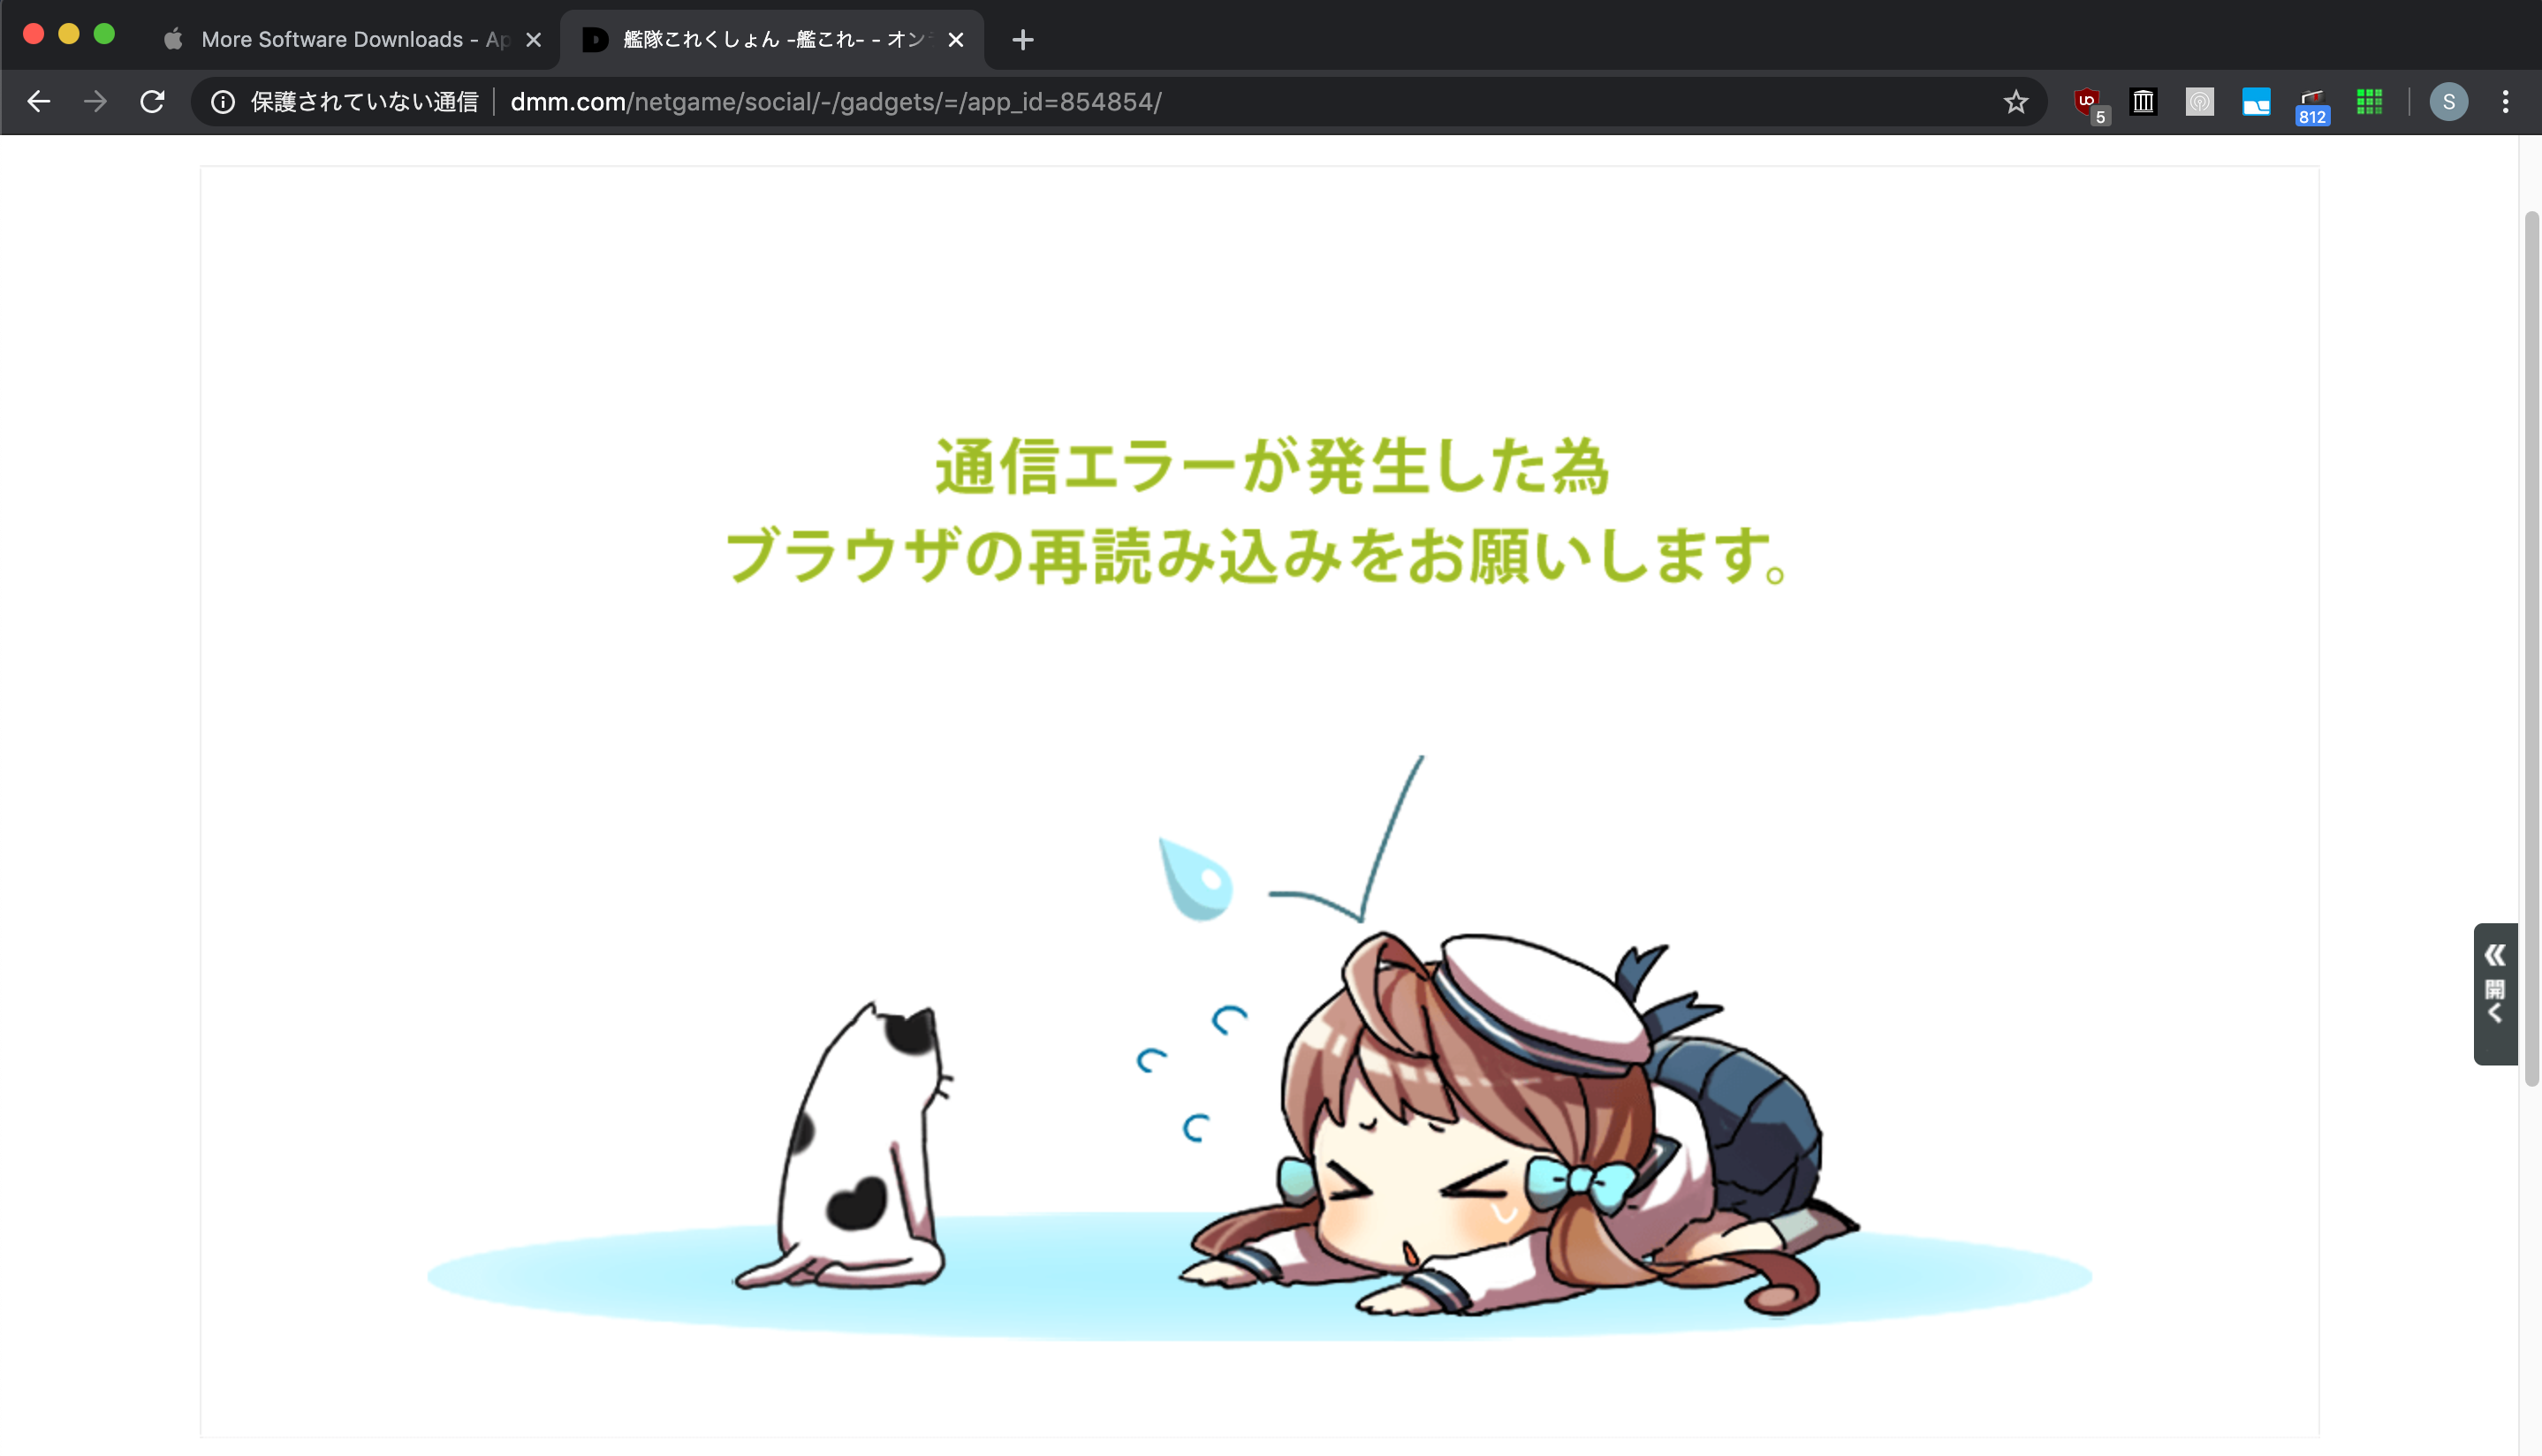 More Software Downloads - Ap
艦隊これくしょん -艦これ- - オン
保護されていない通信
dmm.com/netgame/social/-/gadgets/=/app_id=854854/
5
812
S
通信エラーが発生した為
ブラウザの再読み込みをお願いします。
開く